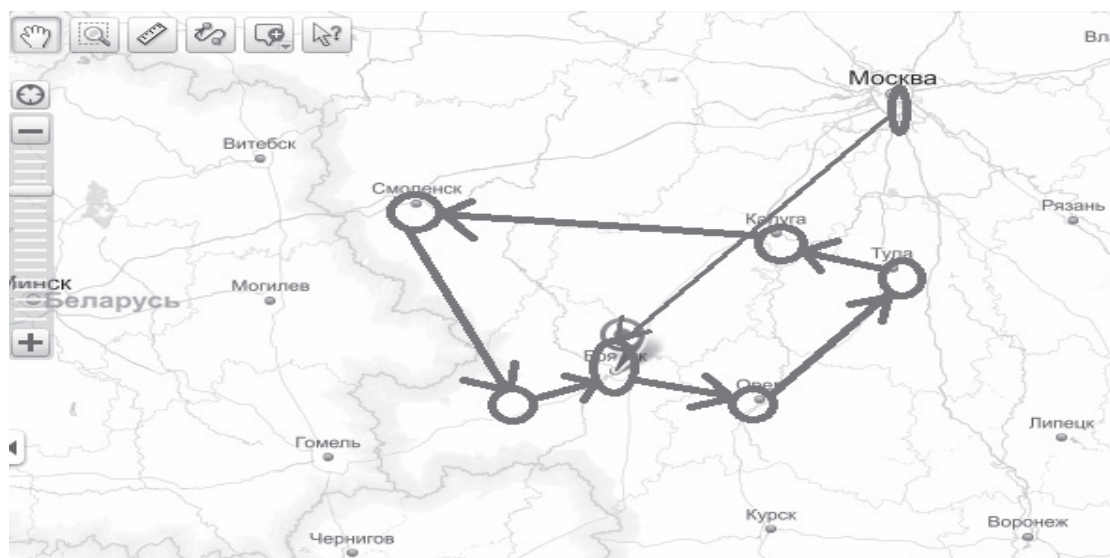 Москва
Вл
Витебск
Смоленск
Рязань
Калуга
Тула
Минск
Беларусь
Могилев
Брянск
Орел
Липецк
Гомель
Курск
Воронеж
Чернигов